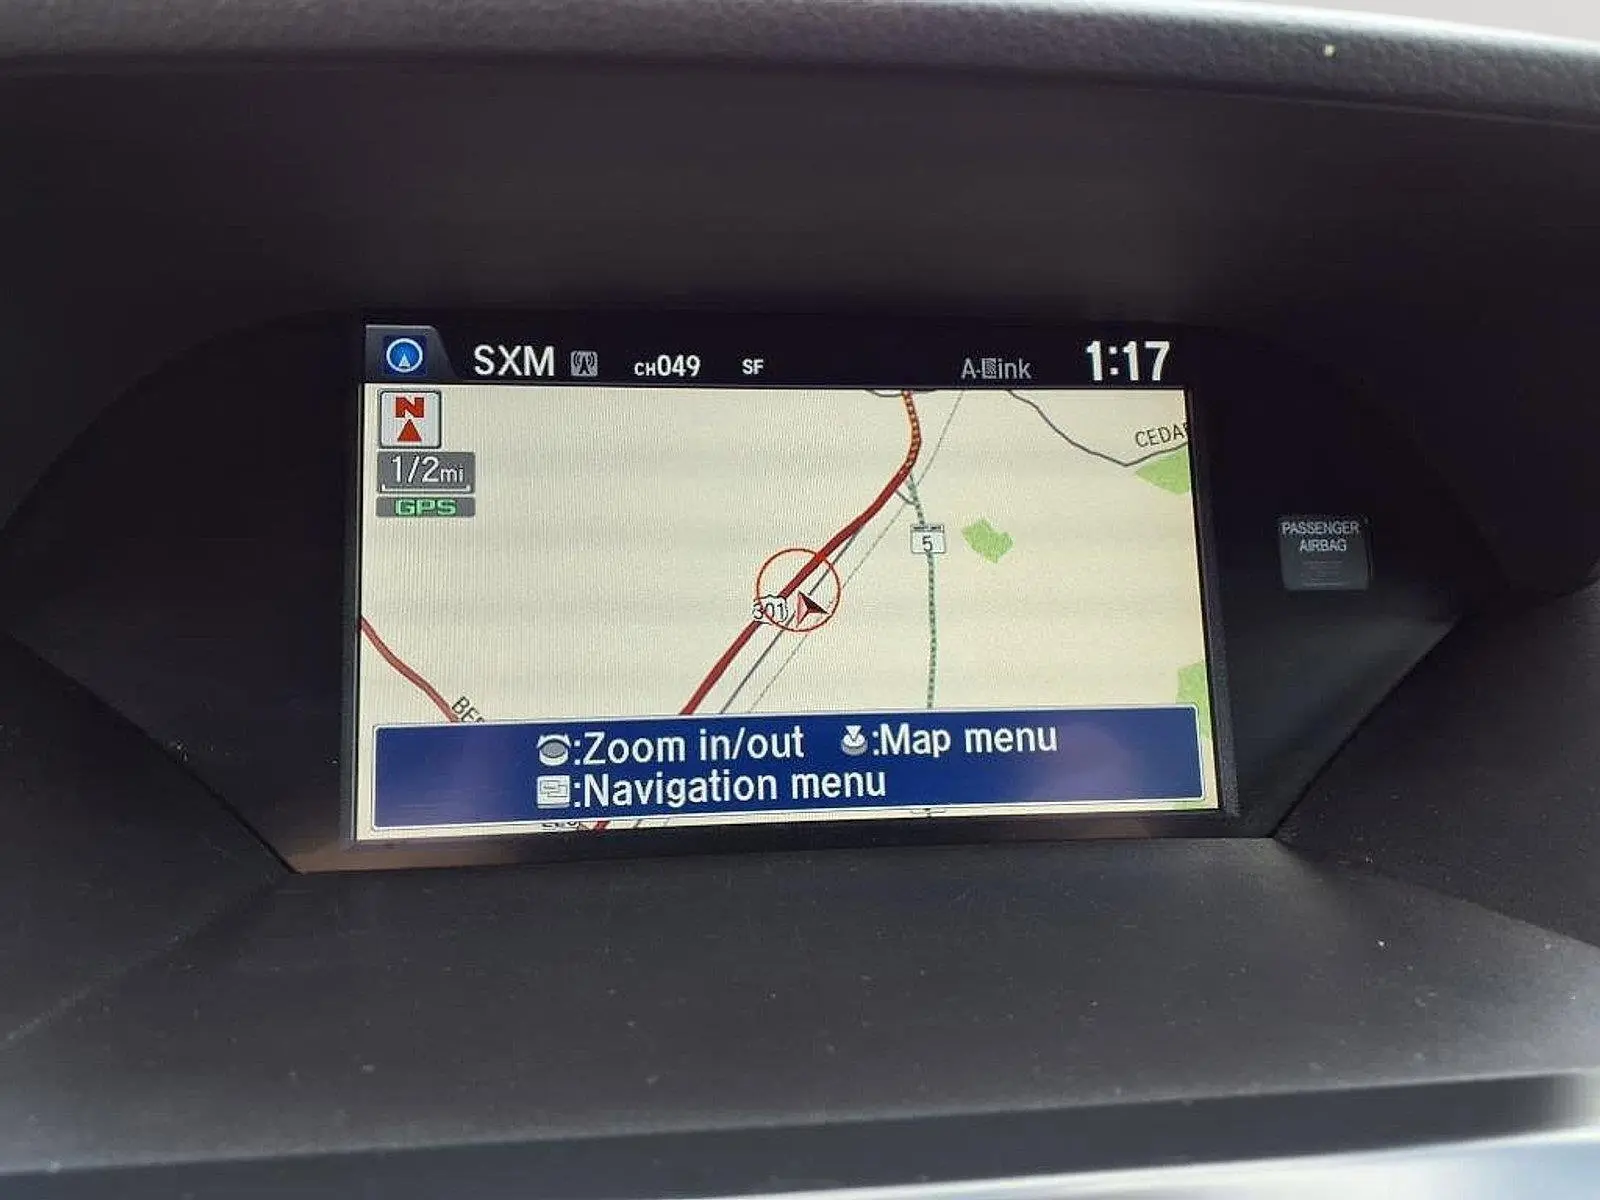 SXM CH049 SF A-Link 1:17
N
1/2mi
GPS
CEDA
5
301
:Zoom in/out :Map menu
:Navigation menu
PASSENGER
AIRBAG